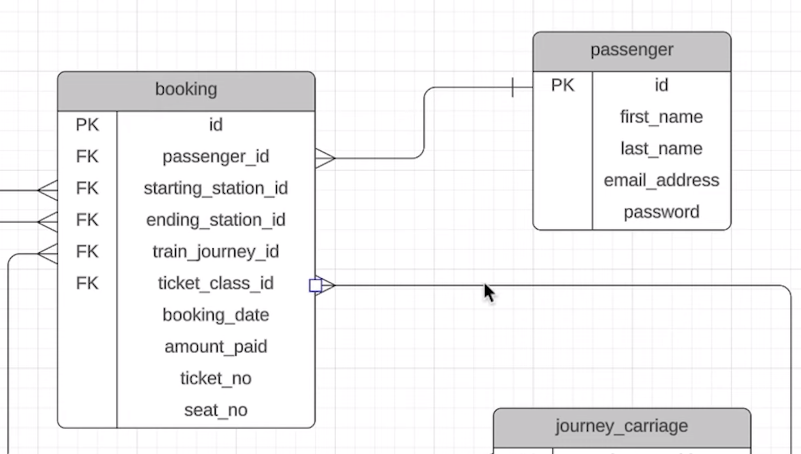 booking
PK id
FK passenger_id
FK starting_station_id
FK ending_station_id
FK train_journey_id
FK ticket_class_id
booking_date
amount_paid
ticket_no
seat_no
passenger
PK id
first_name
last_name
email_address
password
journey_carriage